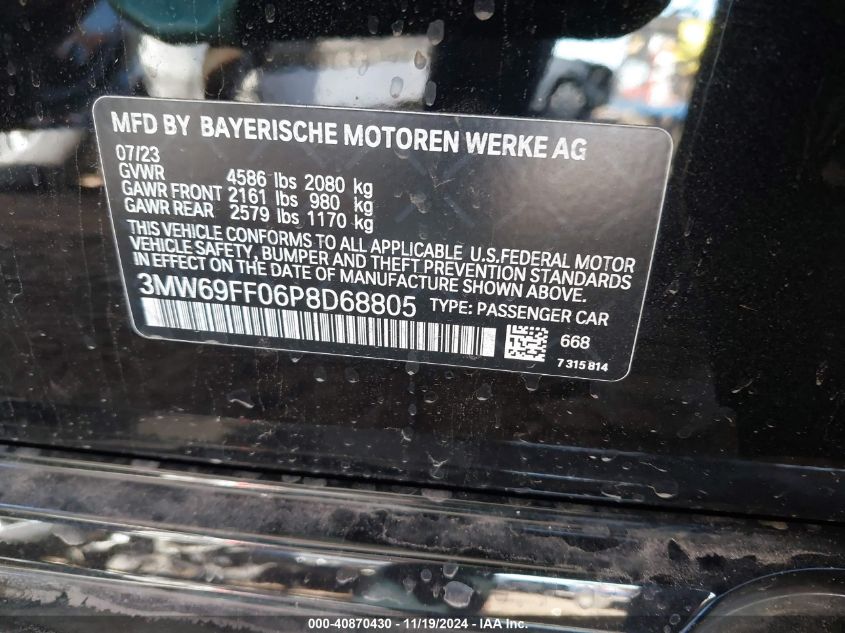 MFD BY BAYERISCHE MOTOREN WERKE AG
07/23
GVWR 4586 lbs 2080 kg
GAWR FRONT 2161 lbs 980 kg
GAWR REAR 2579 lbs 1170 kg
THIS VEHICLE CONFORMS TO ALL APPLICABLE U.S.FEDERAL MOTOR
VEHICLE SAFETY, BUMPER AND THEFT PREVENTION STANDARDS
IN EFFECT ON THE DATE OF MANUFACTURE SHOWN ABOVE.
3MW69FF06P8D68805 TYPE: PASSENGER CAR
668
7 315 814
000-40870430 - 11/19/2024 - IAA Inc.